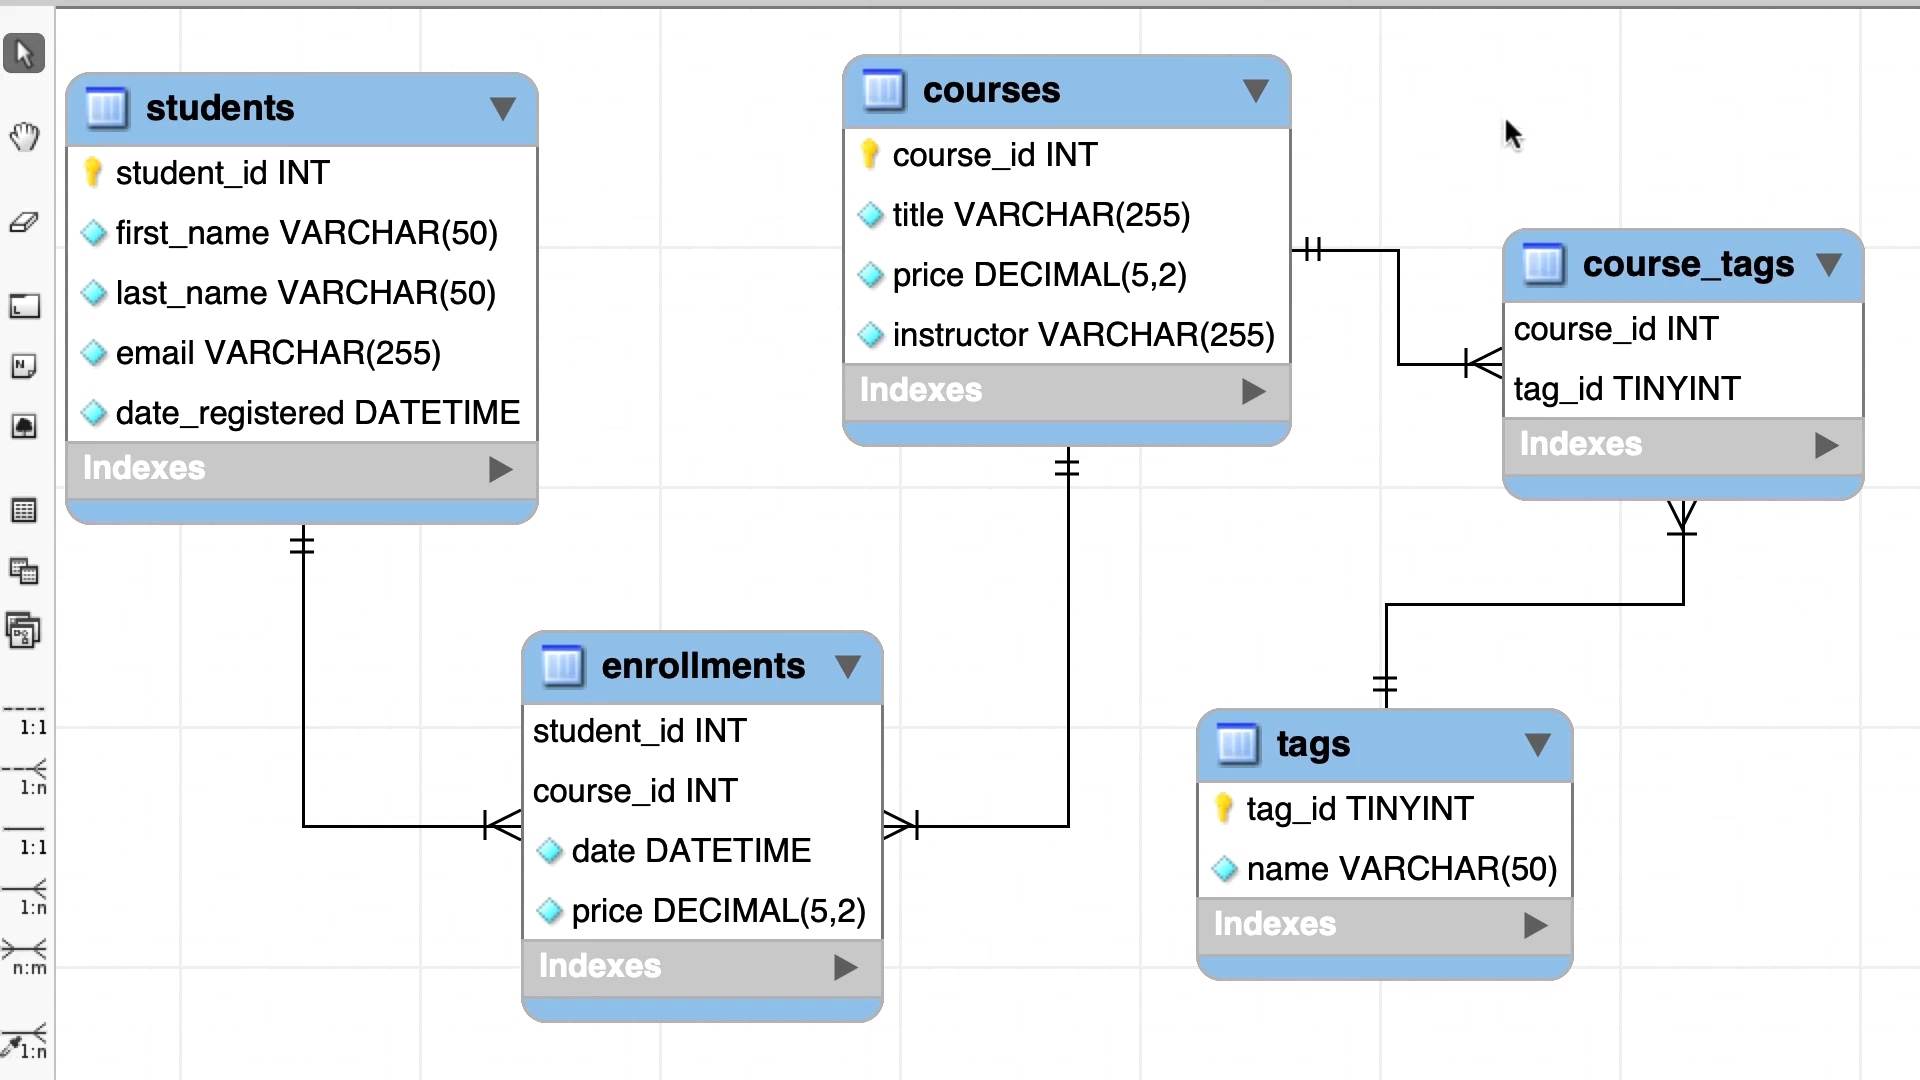 students
student_id INT
first_name VARCHAR(50)
last_name VARCHAR(50)
email VARCHAR(255)
date_registered DATETIME
Indexes
courses
course_id INT
title VARCHAR(255)
price DECIMAL(5,2)
instructor VARCHAR(255)
Indexes
course_tags
course_id INT
tag_id TINYINT
Indexes
enrollments
student_id INT
course_id INT
date DATETIME
price DECIMAL(5,2)
Indexes
tags
tag_id TINYINT
name VARCHAR(50)
Indexes
1:1
1:n
1:1
1:n
n:m
1:n